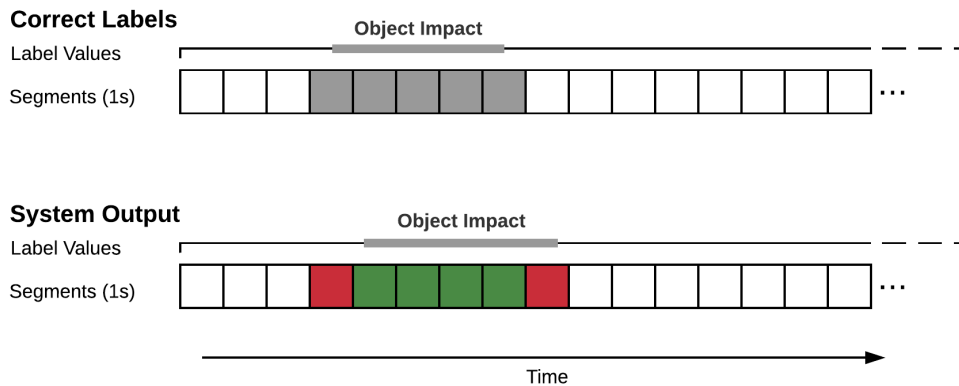 Correct Labels
Object Impact
Label Values
Segments (1s)
...
System Output
Object Impact
Label Values
Segments (1s)
...
Time